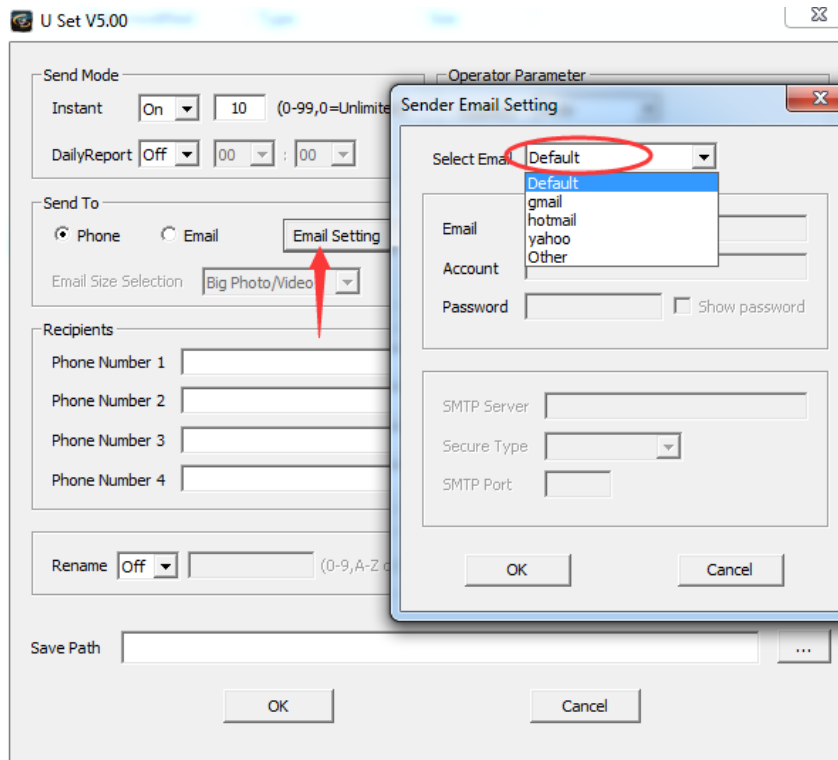 U Set V5.00
Send Mode
Instant On 10 (0-99,0=Unlimite
DailyReport Off 00 : 00
Send To
Phone Email Email Setting
Email Size Selection Big Photo/Video
Recipients
Phone Number 1
Phone Number 2
Phone Number 3
Phone Number 4
Rename Off (0-9,A-Z
Save Path ...
OK Cancel
Operator Parameter
Sender Email Setting
Select Email Default
Default
gmail
hotmail
yahoo
Other
Email
Account
Password Show password
SMTP Server
Secure Type
SMTP Port
OK Cancel